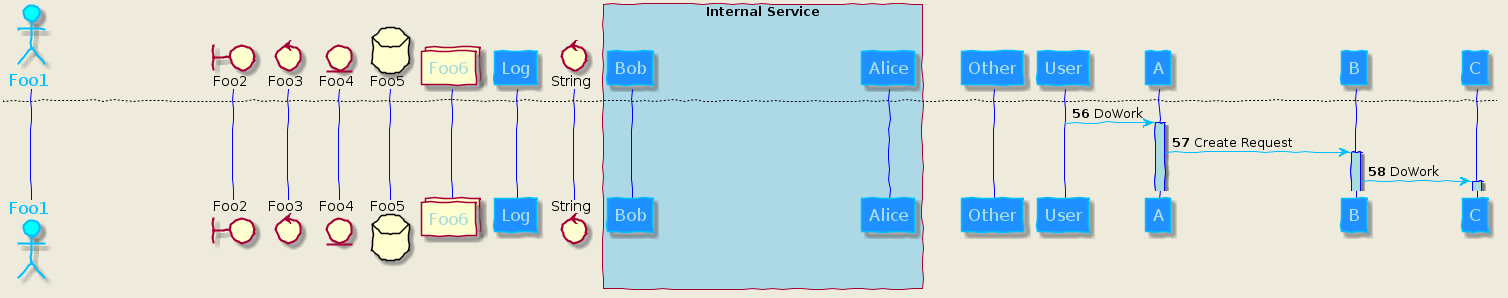 Internal Service
Foo1
Foo2
Foo3
Foo4
Foo5
Foo6
Log
String
Bob
Alice
Other
User
A
B
C
56 DoWork
57 Create Request
58 DoWork
Foo1
Foo2
Foo3
Foo4
Foo5
Foo6
Log
String
Bob
Alice
Other
User
A
B
C